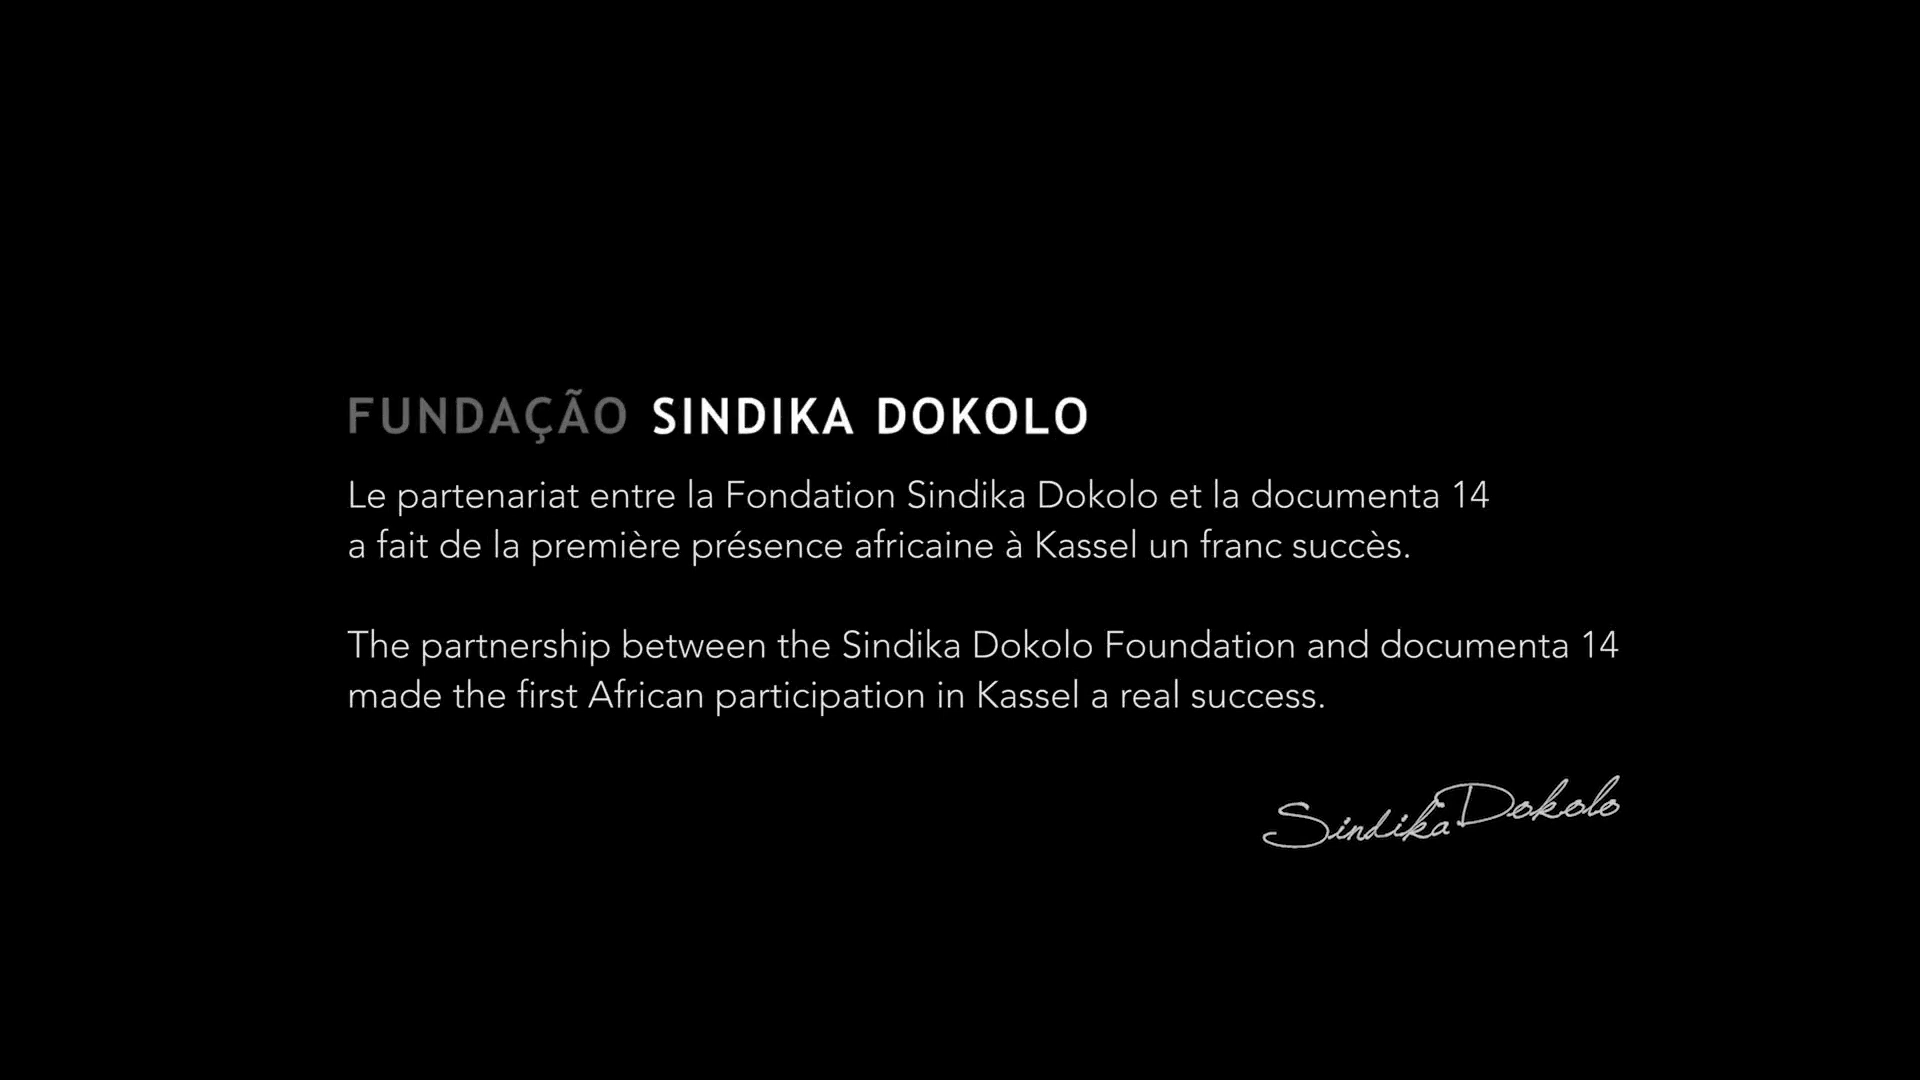 FUNDAÇÃO SINDIKA DOKOLO
Le partenariat entre la Fondation Sindika Dokolo et la documenta 14
a fait de la première présence africaine à Kassel un franc succès.
The partnership between the Sindika Dokolo Foundation and documenta 14
made the first African participation in Kassel a real success.
Sindika Dokolo